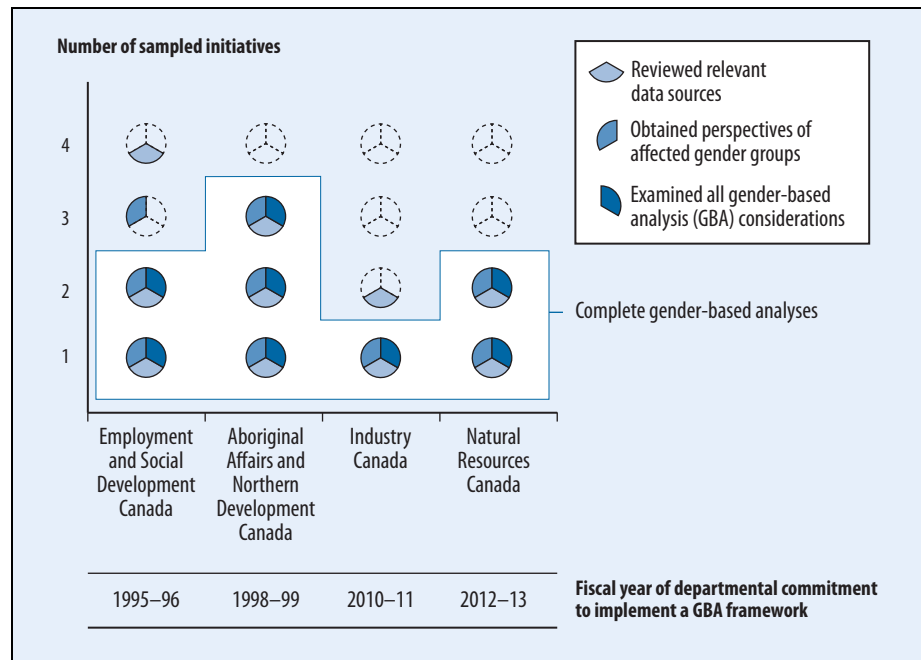 Number of sampled initiatives
Reviewed relevant
data sources
Obtained perspectives of
affected gender groups
Examined all gender-based
analysis (GBA) considerations
4
3
2
1
Complete gender-based analyses
Employment
and Social
Development
Canada
Aboriginal
Affairs and
Northern
Development
Canada
Industry
Canada
Natural
Resources
Canada
1995–96
1998–99
2010–11
2012–13
Fiscal year of departmental commitment
to implement a GBA framework